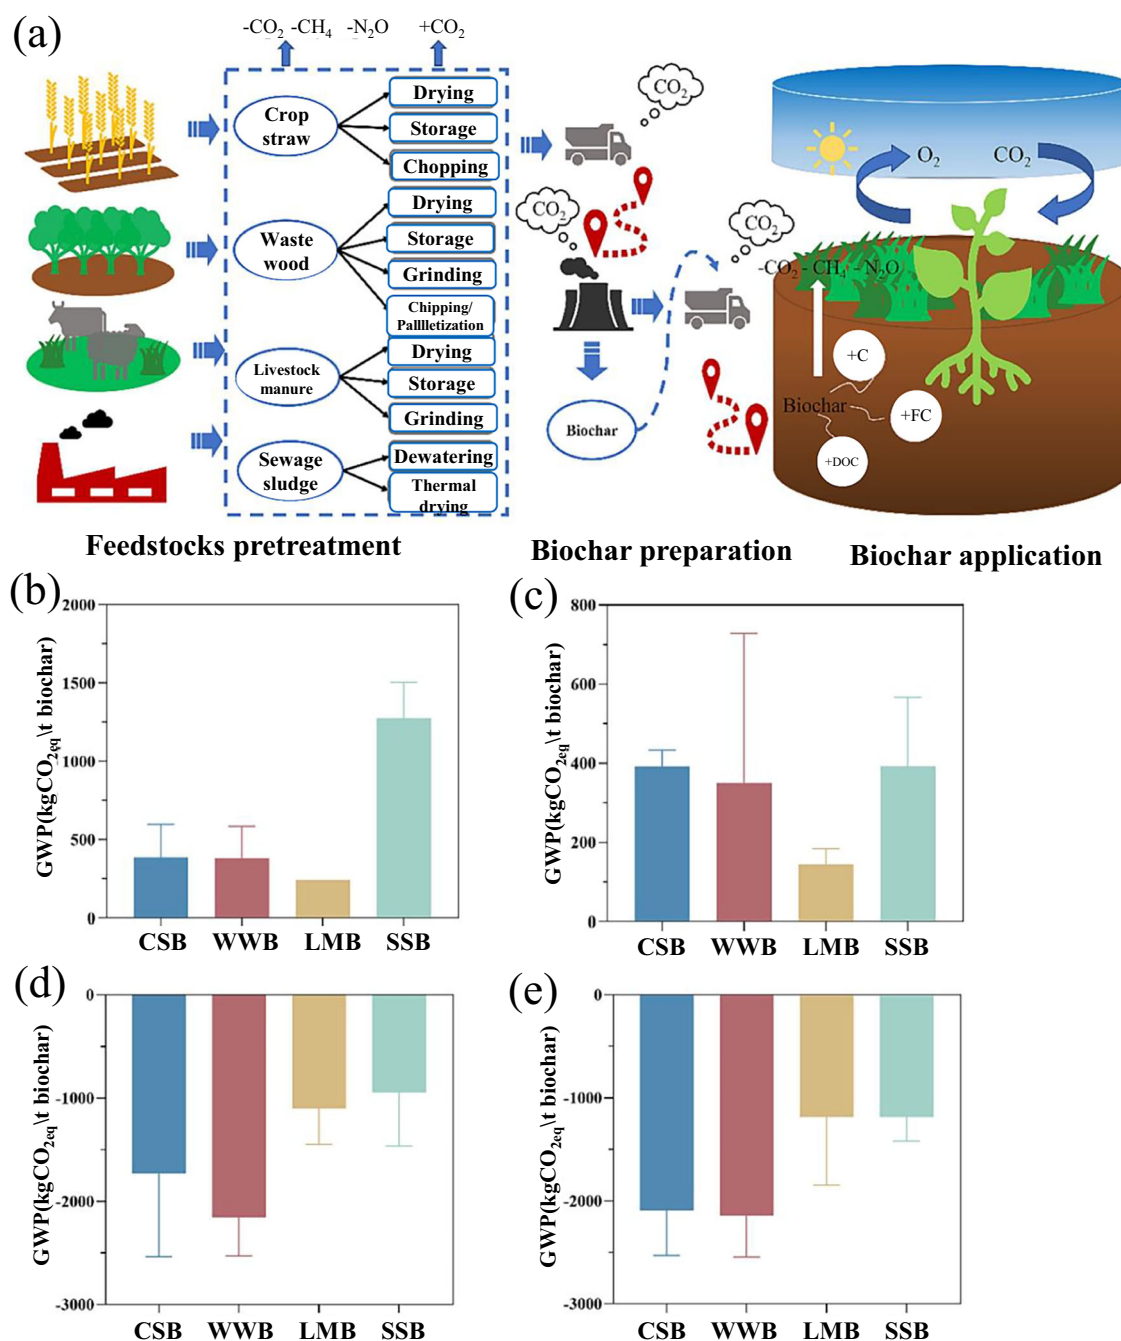 (a)
-CO2 -CH4 -N2O +CO2
Crop
straw
Drying
Storage
Chopping
Waste
wood
Drying
Storage
Grinding
Chipping/
Palllletization
Livestock
manure
Drying
Storage
Grinding
Sewage
sludge
Dewatering
Thermal
drying
CO2
CO2
CO2
Biochar
O2
CO2
-CO2 - CH4 - N2O
+C
Biochar
+FC
+DOC
Feedstocks pretreatment
Biochar preparation
Biochar application
(b)
GWP(kgCO2eq\t biochar)
2000
1500
1000
500
0
CSB WWB LMB SSB
(c)
GWP(kgCO2eq\t biochar)
800
600
400
200
0
CSB WWB LMB SSB
(d)
GWP(kgCO2eq\t biochar)
0
-1000
-2000
-3000
CSB WWB LMB SSB
(e)
GWP(kgCO2eq\t biochar)
0
-1000
-2000
-3000
CSB WWB LMB SSB